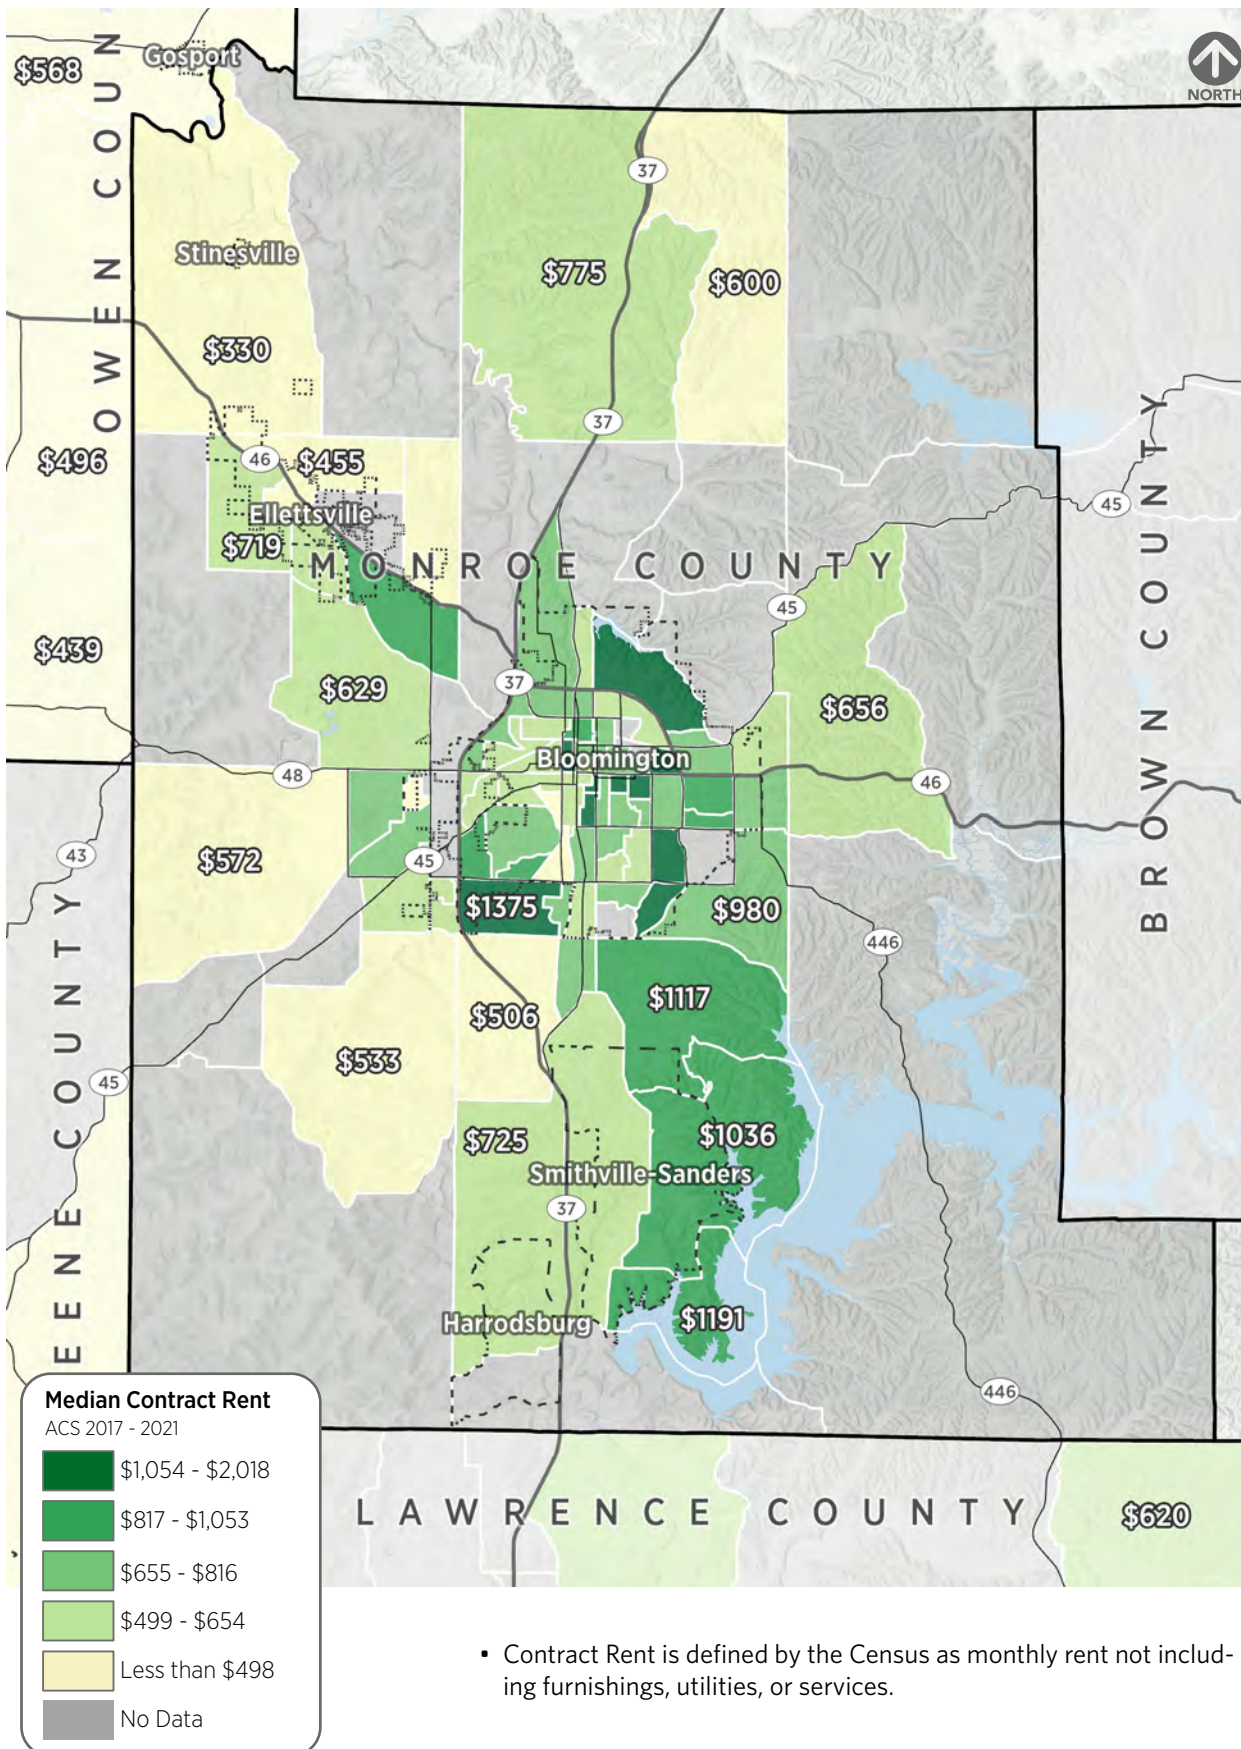 OWEN COUN
Gosport
$568
NORTH
37
Stinesville
$775
$600
$330
37
46
$455
$496
45
Ellettsville
$719
MONROE COUNTY
BROWN COUNTY
45
$439
37
$629
$656
Bloomington
48
46
43
$572
45
$1375
$980
446
$1117
$506
$533
45
EENE COUNTY
$725
$1036
Smithville-Sanders
37
Harrodsburg
$1191
446
LAWRENCE COUNTY
$620
Median Contract Rent
ACS 2017 - 2021
$1,054 - $2,018
$817 - $1,053
$655 - $816
$499 - $654
Less than $498
No Data
• Contract Rent is defined by the Census as monthly rent not includ-
ing furnishings, utilities, or services.